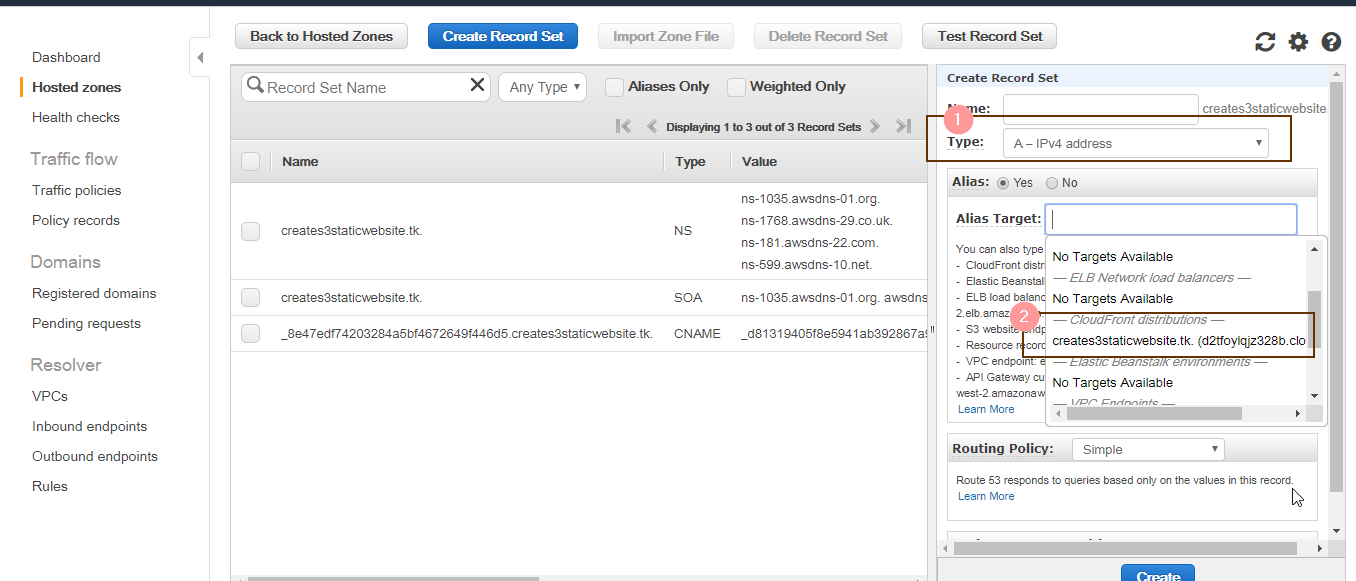 Back to Hosted Zones
Create Record Set
Import Zone File
Delete Record Set
Test Record Set
Dashboard
Hosted zones
Health checks
Traffic flow
Traffic policies
Policy records
Domains
Registered domains
Pending requests
Resolver
VPCs
Inbound endpoints
Outbound endpoints
Rules
Record Set Name
Any Type
Aliases Only
Weighted Only
Displaying 1 to 3 out of 3 Record Sets
Name Type Value
creates3staticwebsite.tk. NS ns-1035.awsdns-01.org.
ns-1768.awsdns-29.co.uk.
ns-181.awsdns-22.com.
ns-599.awsdns-10.net.
creates3staticwebsite.tk. SOA ns-1035.awsdns-01.org. awsdns
_8e47edf74203284a5bf4672649f446d5.creates3staticwebsite.tk. CNAME _d81319405f8e5941ab392867a
Create Record Set
Name: creates3staticwebsite.
1
Type: A – IPv4 address
Alias: Yes No
Alias Target:
You can also type
- CloudFront distr
- Elastic Beanstalk
- ELB load balanc
2.elb.amaz
- S3 website
- Resource record
- VPC endpoint: e
- API Gateway cu
west-2.amazonaw
Learn More
No Targets Available
— ELB Network load balancers —
No Targets Available
— CloudFront distributions —
2
creates3staticwebsite.tk. (d2tfoylqjz328b.clo
— Elastic Beanstalk environments —
No Targets Available
— VPC Endpoints —
Routing Policy: Simple
Route 53 responds to queries based only on the values in this record.
Learn More
Create